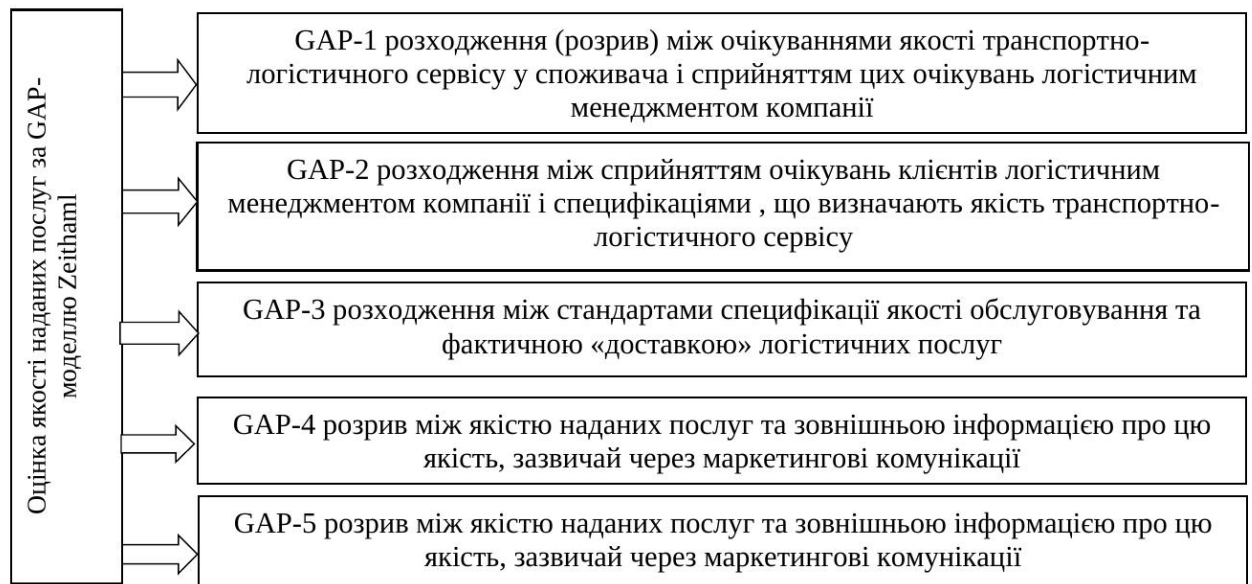 Оцінка якості наданих послуг за GAP-
моделлю Zeithaml
GAP-1 розходження (розрив) між очікуваннями якості транспортно-
логістичного сервісу у споживача і сприйняттям цих очікувань логістичним
менеджментом компанії
GAP-2 розходження між сприйняттям очікувань клієнтів логістичним
менеджментом компанії і специфікаціями , що визначають якість транспортно-
логістичного сервісу
GAP-3 розходження між стандартами специфікації якості обслуговування та
фактичною «доставкою» логістичних послуг
GAP-4 розрив між якістю наданих послуг та зовнішньою інформацією про цю
якість, зазвичай через маркетингові комунікації
GAP-5 розрив між якістю наданих послуг та зовнішньою інформацією про цю
якість, зазвичай через маркетингові комунікації